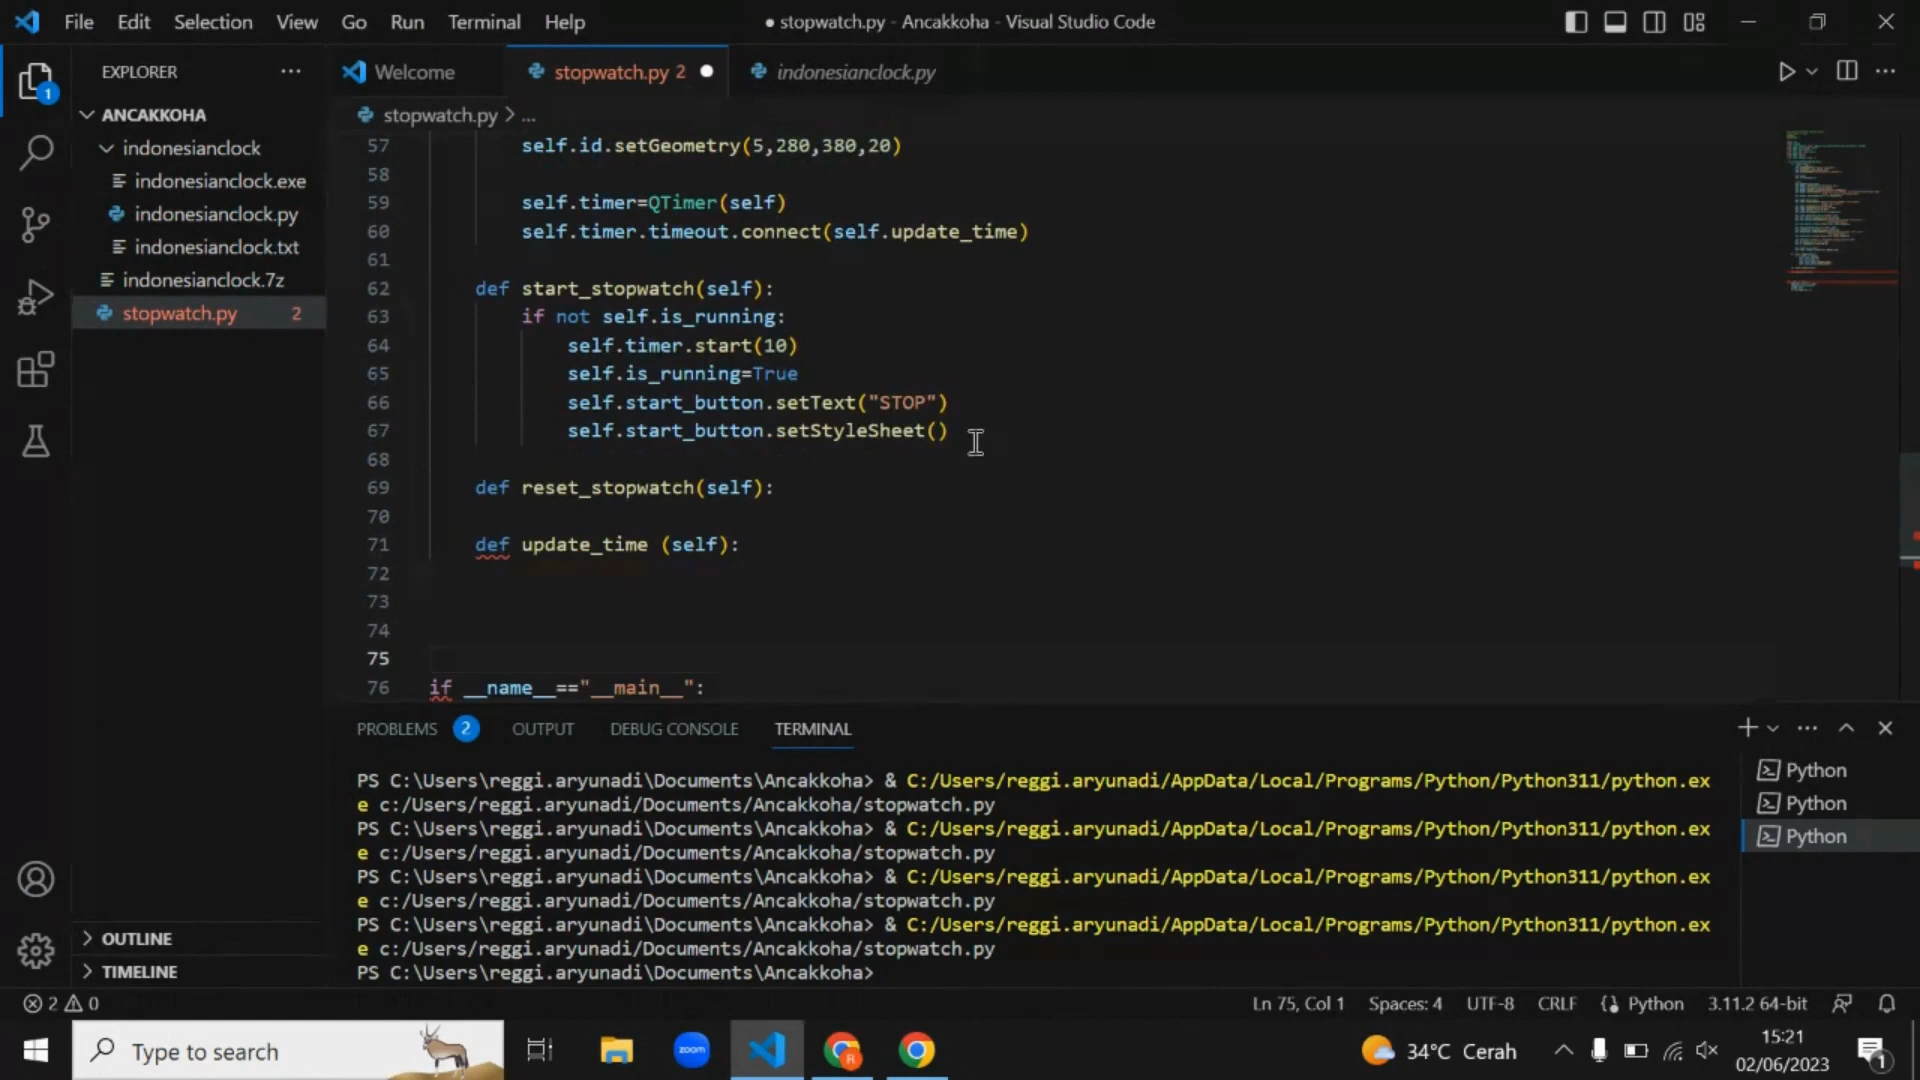 File Edit Selection View Go Run Terminal Help
● stopwatch.py - Ancakkoha - Visual Studio Code
EXPLORER
Welcome
stopwatch.py 2
indonesianclock.py
1
ANCAKKOHA
indonesianclock
indonesianclock.exe
indonesianclock.py
indonesianclock.txt
indonesianclock.7z
stopwatch.py 2
OUTLINE
TIMELINE
stopwatch.py > ...
57 self.id.setGeometry(5,280,380,20)
58
59 self.timer=QTimer(self)
60 self.timer.timeout.connect(self.update_time)
61
62 def start_stopwatch(self):
63 if not self.is_running:
64 self.timer.start(10)
65 self.is_running=True
66 self.start_button.setText("STOP")
67 self.start_button.setStyleSheet()
68
69 def reset_stopwatch(self):
70
71 def update_time (self):
72
73
74
75
76 if __name__=="__main__":
PROBLEMS 2 OUTPUT DEBUG CONSOLE TERMINAL
PS C:\Users\reggi.aryunadi\Documents\Ancakkoha> & C:/Users/reggi.aryunadi/AppData/Local/Programs/Python/Python311/python.ex
e c:/Users/reggi.aryunadi/Documents/Ancakkoha/stopwatch.py
PS C:\Users\reggi.aryunadi\Documents\Ancakkoha> & C:/Users/reggi.aryunadi/AppData/Local/Programs/Python/Python311/python.ex
e c:/Users/reggi.aryunadi/Documents/Ancakkoha/stopwatch.py
PS C:\Users\reggi.aryunadi\Documents\Ancakkoha> & C:/Users/reggi.aryunadi/AppData/Local/Programs/Python/Python311/python.ex
e c:/Users/reggi.aryunadi/Documents/Ancakkoha/stopwatch.py
PS C:\Users\reggi.aryunadi\Documents\Ancakkoha> & C:/Users/reggi.aryunadi/AppData/Local/Programs/Python/Python311/python.ex
e c:/Users/reggi.aryunadi/Documents/Ancakkoha/stopwatch.py
PS C:\Users\reggi.aryunadi\Documents\Ancakkoha>
Python
Python
Python
2 0
Ln 75, Col 1 Spaces: 4 UTF-8 CRLF Python 3.11.2 64-bit
Type to search
zoom
R
34°C Cerah
15:21
02/06/2023
1